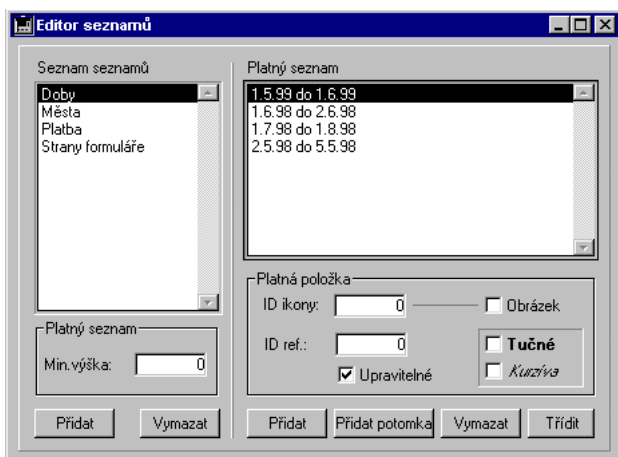 Editor seznamů
Seznam seznamů
Doby
Města
Platba
Strany formuláře
Platný seznam
Min.výška: 0
Přidat Vymazat
Platný seznam
1.5.99 do 1.6.99
1.6.98 do 2.6.98
1.7.98 do 1.8.98
2.5.98 do 5.5.98
Platná položka
ID ikony: 0 Obrázek
ID ref.: 0 Tučné
Upravitelné Kurzíva
Přidat Přidat potomka Vymazat Třídit